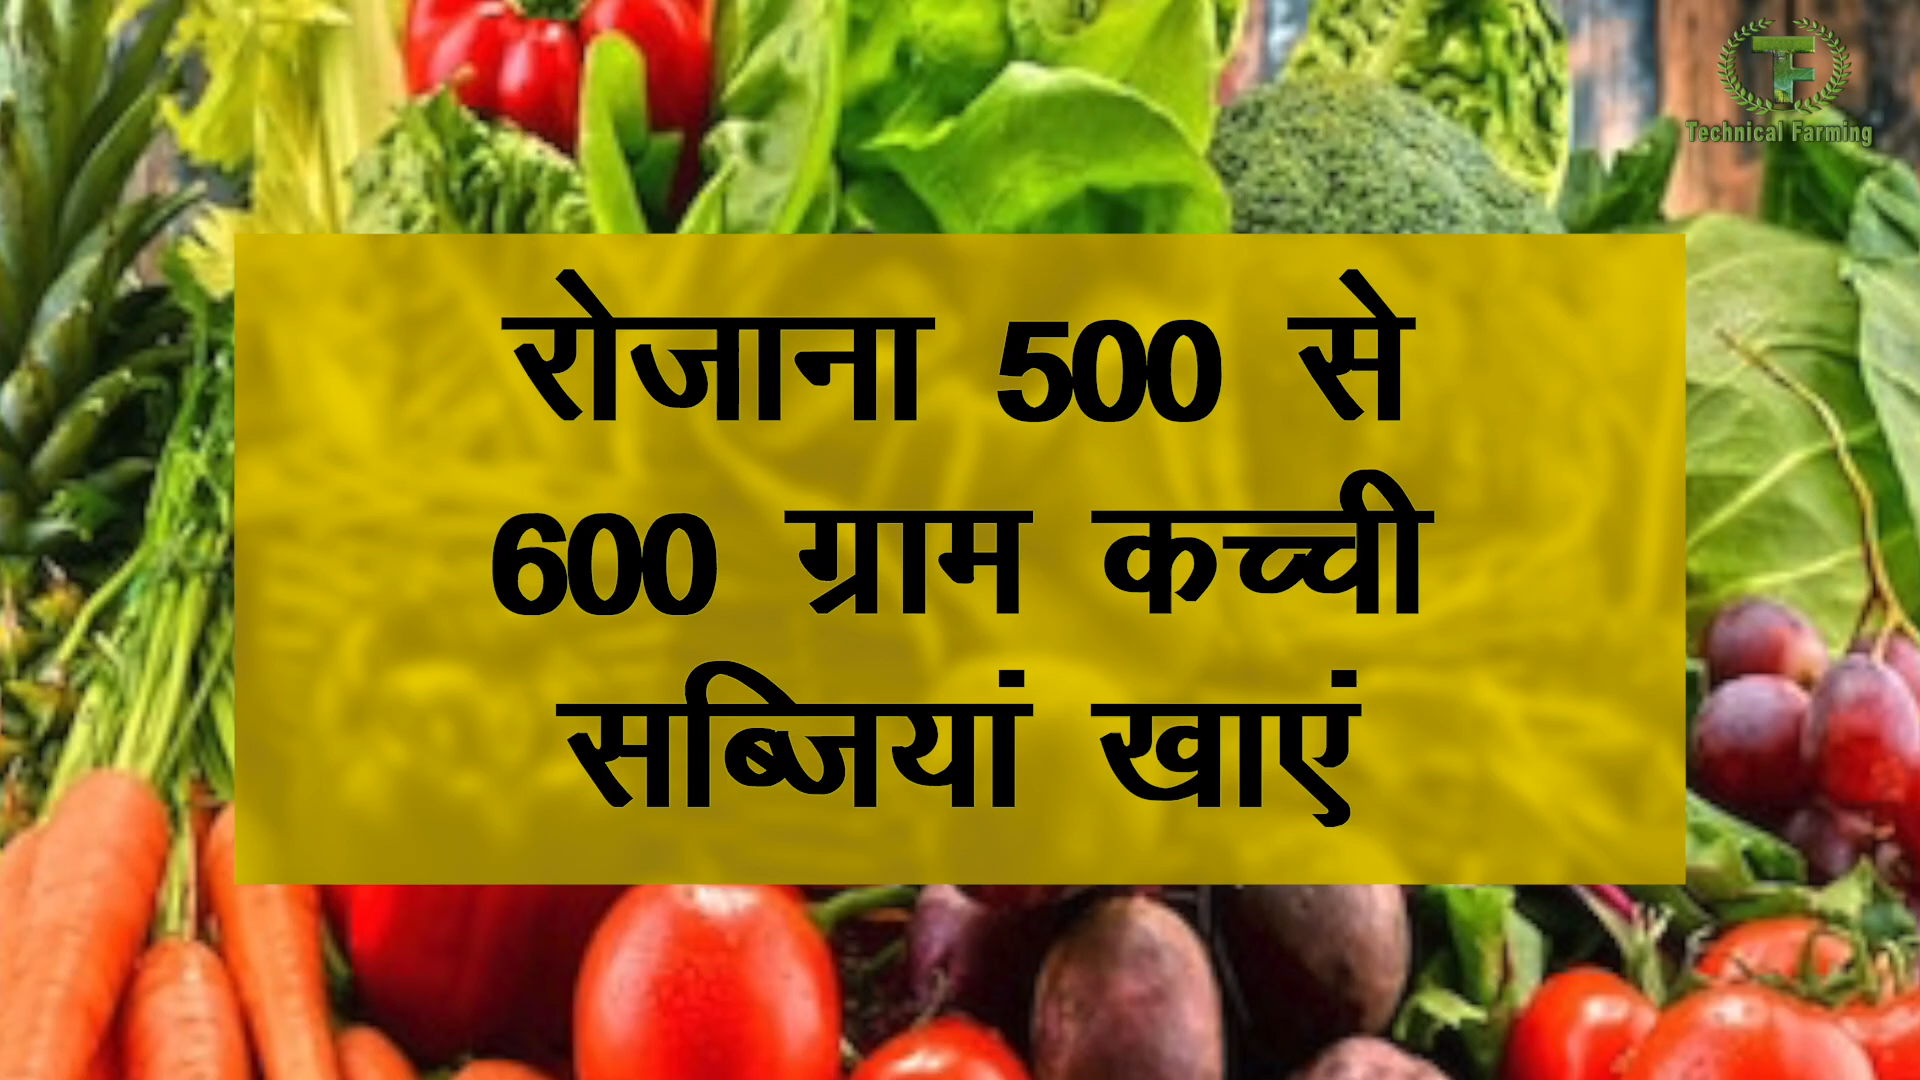 Technical Farming
रोजाना 500 से
600 ग्राम कच्ची
सब्जियां खाएं